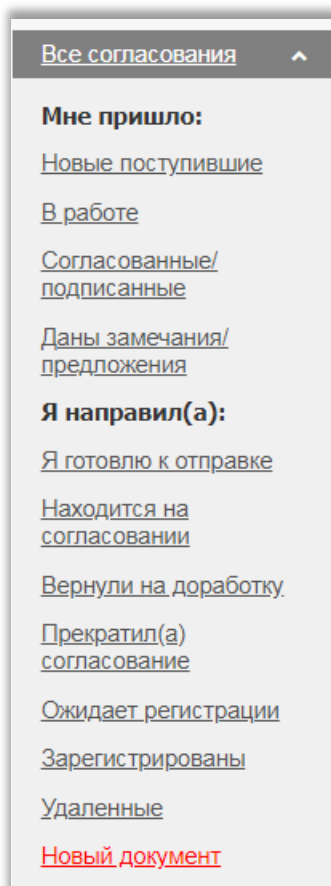 Все согласования
Мне пришло:
Новые поступившие
В работе
Согласованные/
подписанные
Даны замечания/
предложения
Я направил(а):
Я готовлю к отправке
Находится на
согласовании
Вернули на доработку
Прекратил(а)
согласование
Ожидает регистрации
Зарегистрированы
Удаленные
Новый документ